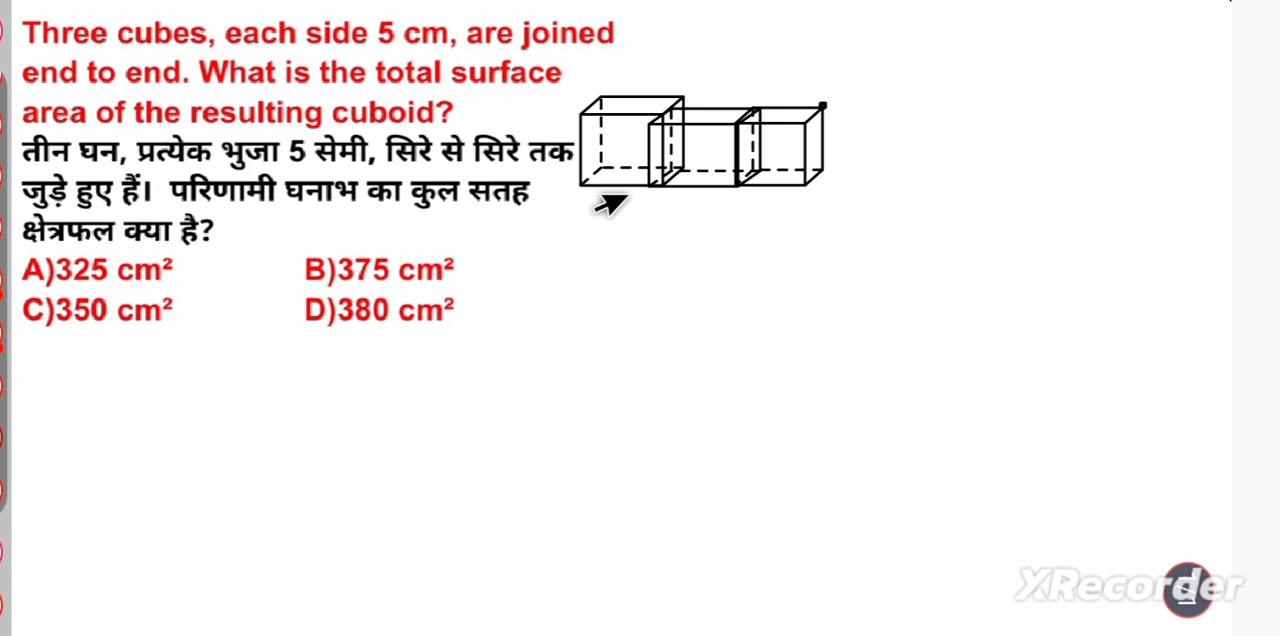 Three cubes, each side 5 cm, are joined
end to end. What is the total surface
area of the resulting cuboid?
तीन घन, प्रत्येक भुजा 5 सेमी, सिरे से सिरे तक
जुड़े हुए हैं। परिणामी घनाभ का कुल सतह
क्षेत्रफल क्या है?
A)325 cm² B)375 cm²
C)350 cm² D)380 cm²
XRecorder